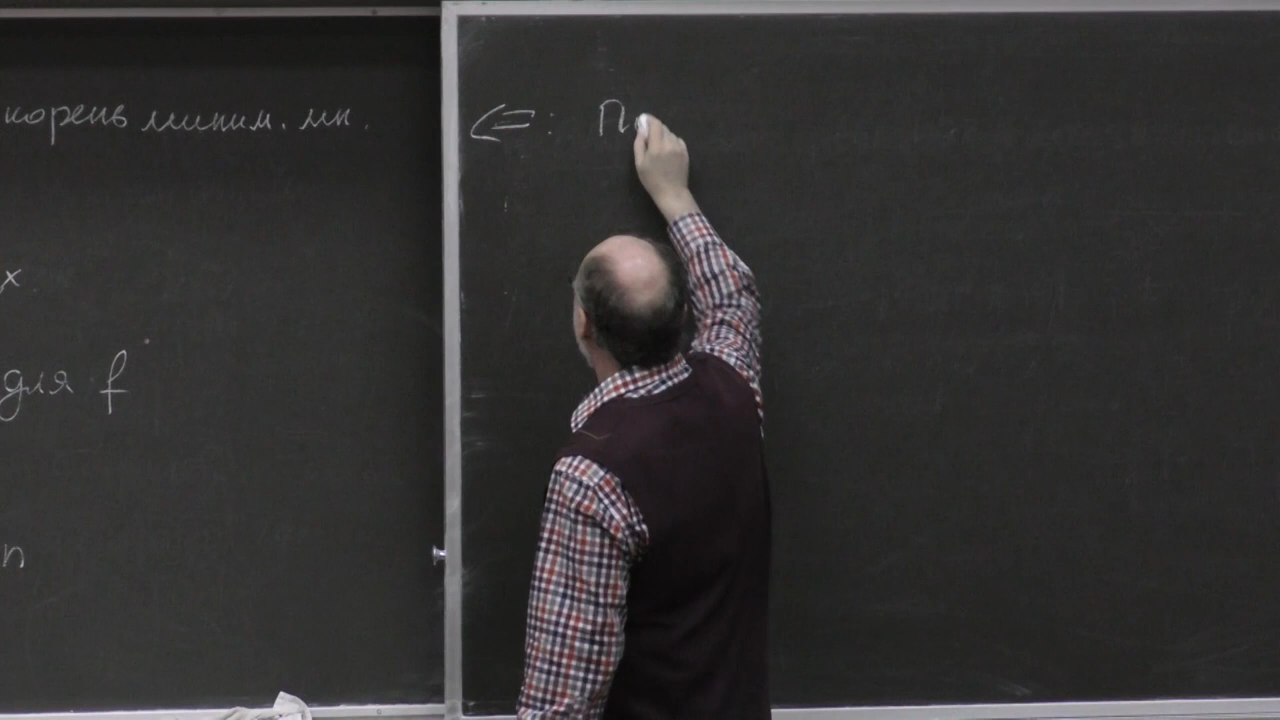 корень миним. мн.
x
для f
n
⇐: П